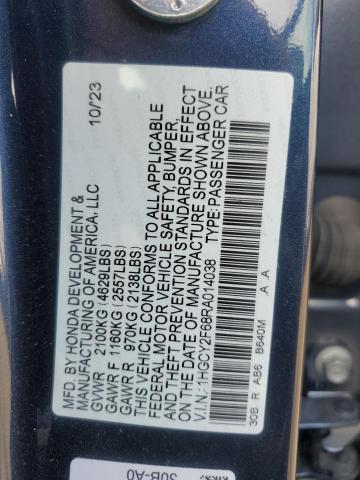 MFD. BY HONDA DEVELOPMENT & 10/23
MANUFACTURING OF AMERICA, LLC
GVWR 2100KG (4629LBS)
GAWR F 1160KG (2557LBS)
GAWR R 970KG (2138LBS)
THIS VEHICLE CONFORMS TO ALL APPLICABLE
FEDERAL MOTOR VEHICLE SAFETY, BUMPER,
AND THEFT PREVENTION STANDARDS IN EFFECT
ON THE DATE OF MANUFACTURE SHOWN ABOVE.
V.I.N.: 1HGCY2F68RA014038 TYPE: PASSENGER CAR
30B R AB6 B640M .A .A
30B-A0